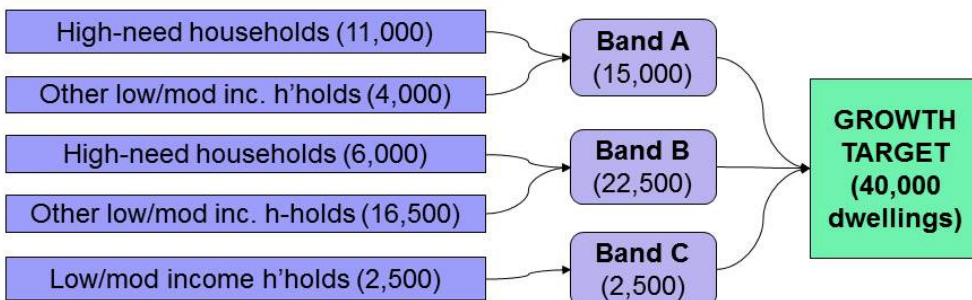 High-need households (11,000)
Other low/mod inc. h’holds (4,000)
High-need households (6,000)
Other low/mod inc. h-holds (16,500)
Low/mod income h’holds (2,500)
Band A
(15,000)
Band B
(22,500)
Band C
(2,500)
GROWTH
TARGET
(40,000
dwellings)